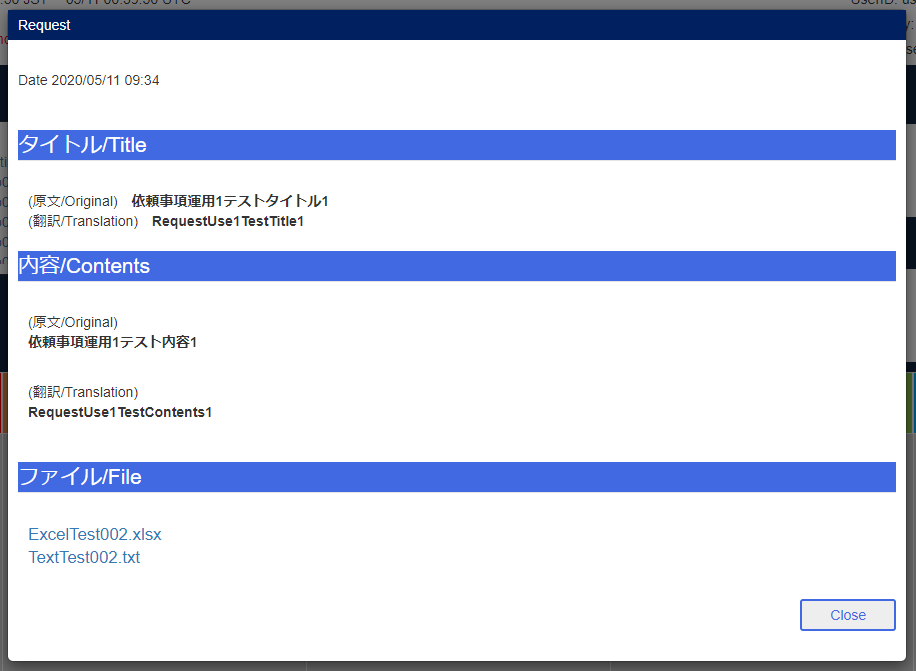 Request
Date 2020/05/11 09:34
タイトル/Title
(原文/Original) 依頼事項運用1テストタイトル1
(翻訳/Translation) RequestUse1TestTitle1
内容/Contents
(原文/Original)
依頼事項運用1テスト内容1
(翻訳/Translation)
RequestUse1TestContents1
ファイル/File
ExcelTest002.xlsx
TextTest002.txt
Close